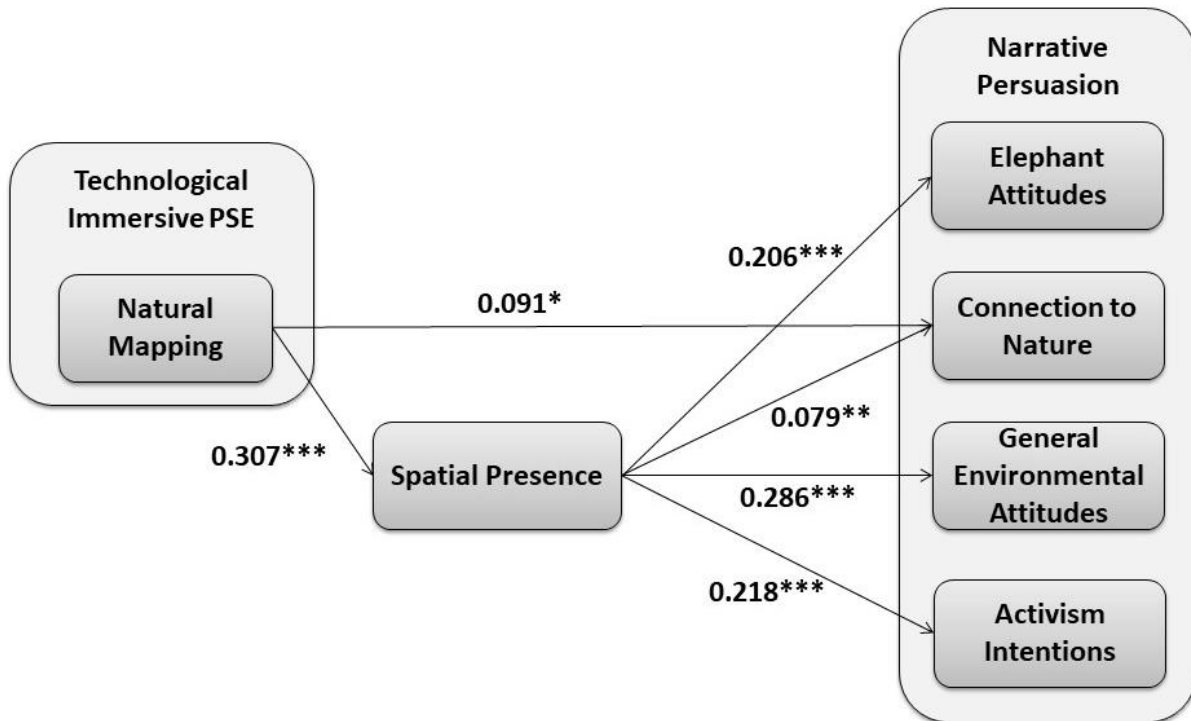 Technological
Immersive PSE
Natural
Mapping
0.307***
Spatial Presence
0.091*
0.206***
0.079**
0.286***
0.218***
Narrative
Persuasion
Elephant
Attitudes
Connection to
Nature
General
Environmental
Attitudes
Activism
Intentions